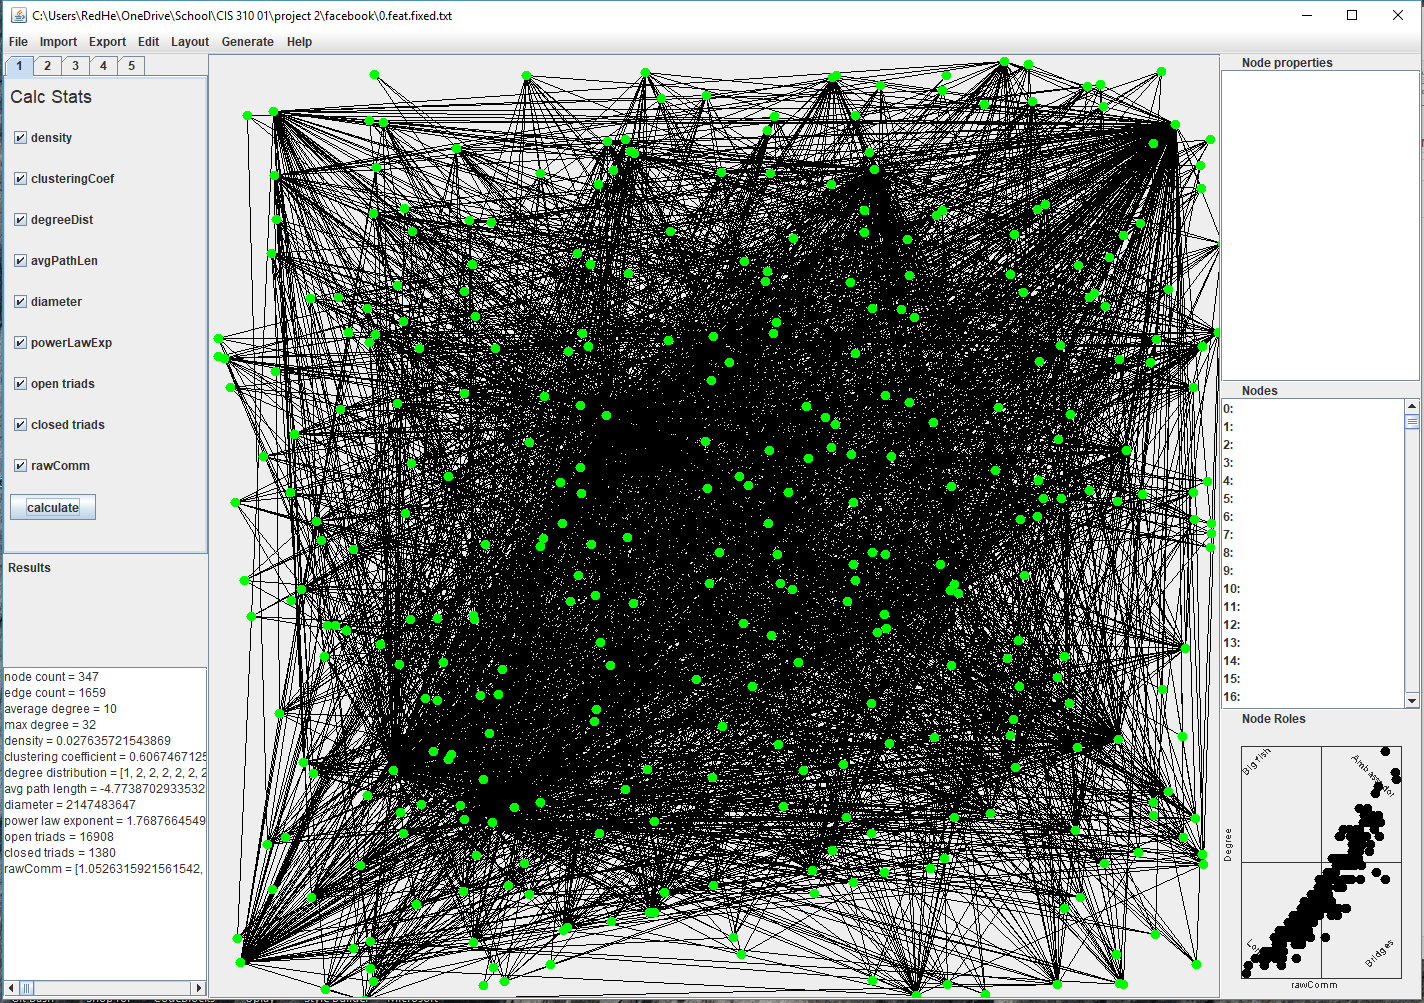 C:\Users\RedHe\OneDrive\School\CIS 310 01\project 2\facebook\0.feat.fixed.txt
File Import Export Edit Layout Generate Help
1 2 3 4 5
Calc Stats
density
clusteringCoef
degreeDist
avgPathLen
diameter
powerLawExp
open triads
closed triads
rawComm
calculate
Results
node count = 347
edge count = 1659
average degree = 10
max degree = 32
density = 0.027635721543869
clustering coefficient = 0.6067467125
degree distribution = [1, 2, 2, 2, 2, 2, 2
avg path length = -4.7738702933532
diameter = 2147483647
power law exponent = 1.7687664549
open triads = 16908
closed triads = 1380
rawComm = [1.0526315921561542,
Node properties
Nodes
0:
1:
2:
3:
4:
5:
6:
7:
8:
9:
10:
11:
12:
13:
14:
15:
16:
Node Roles
Big fish
Ambassador
Degree
Lo
Bridges
rawComm